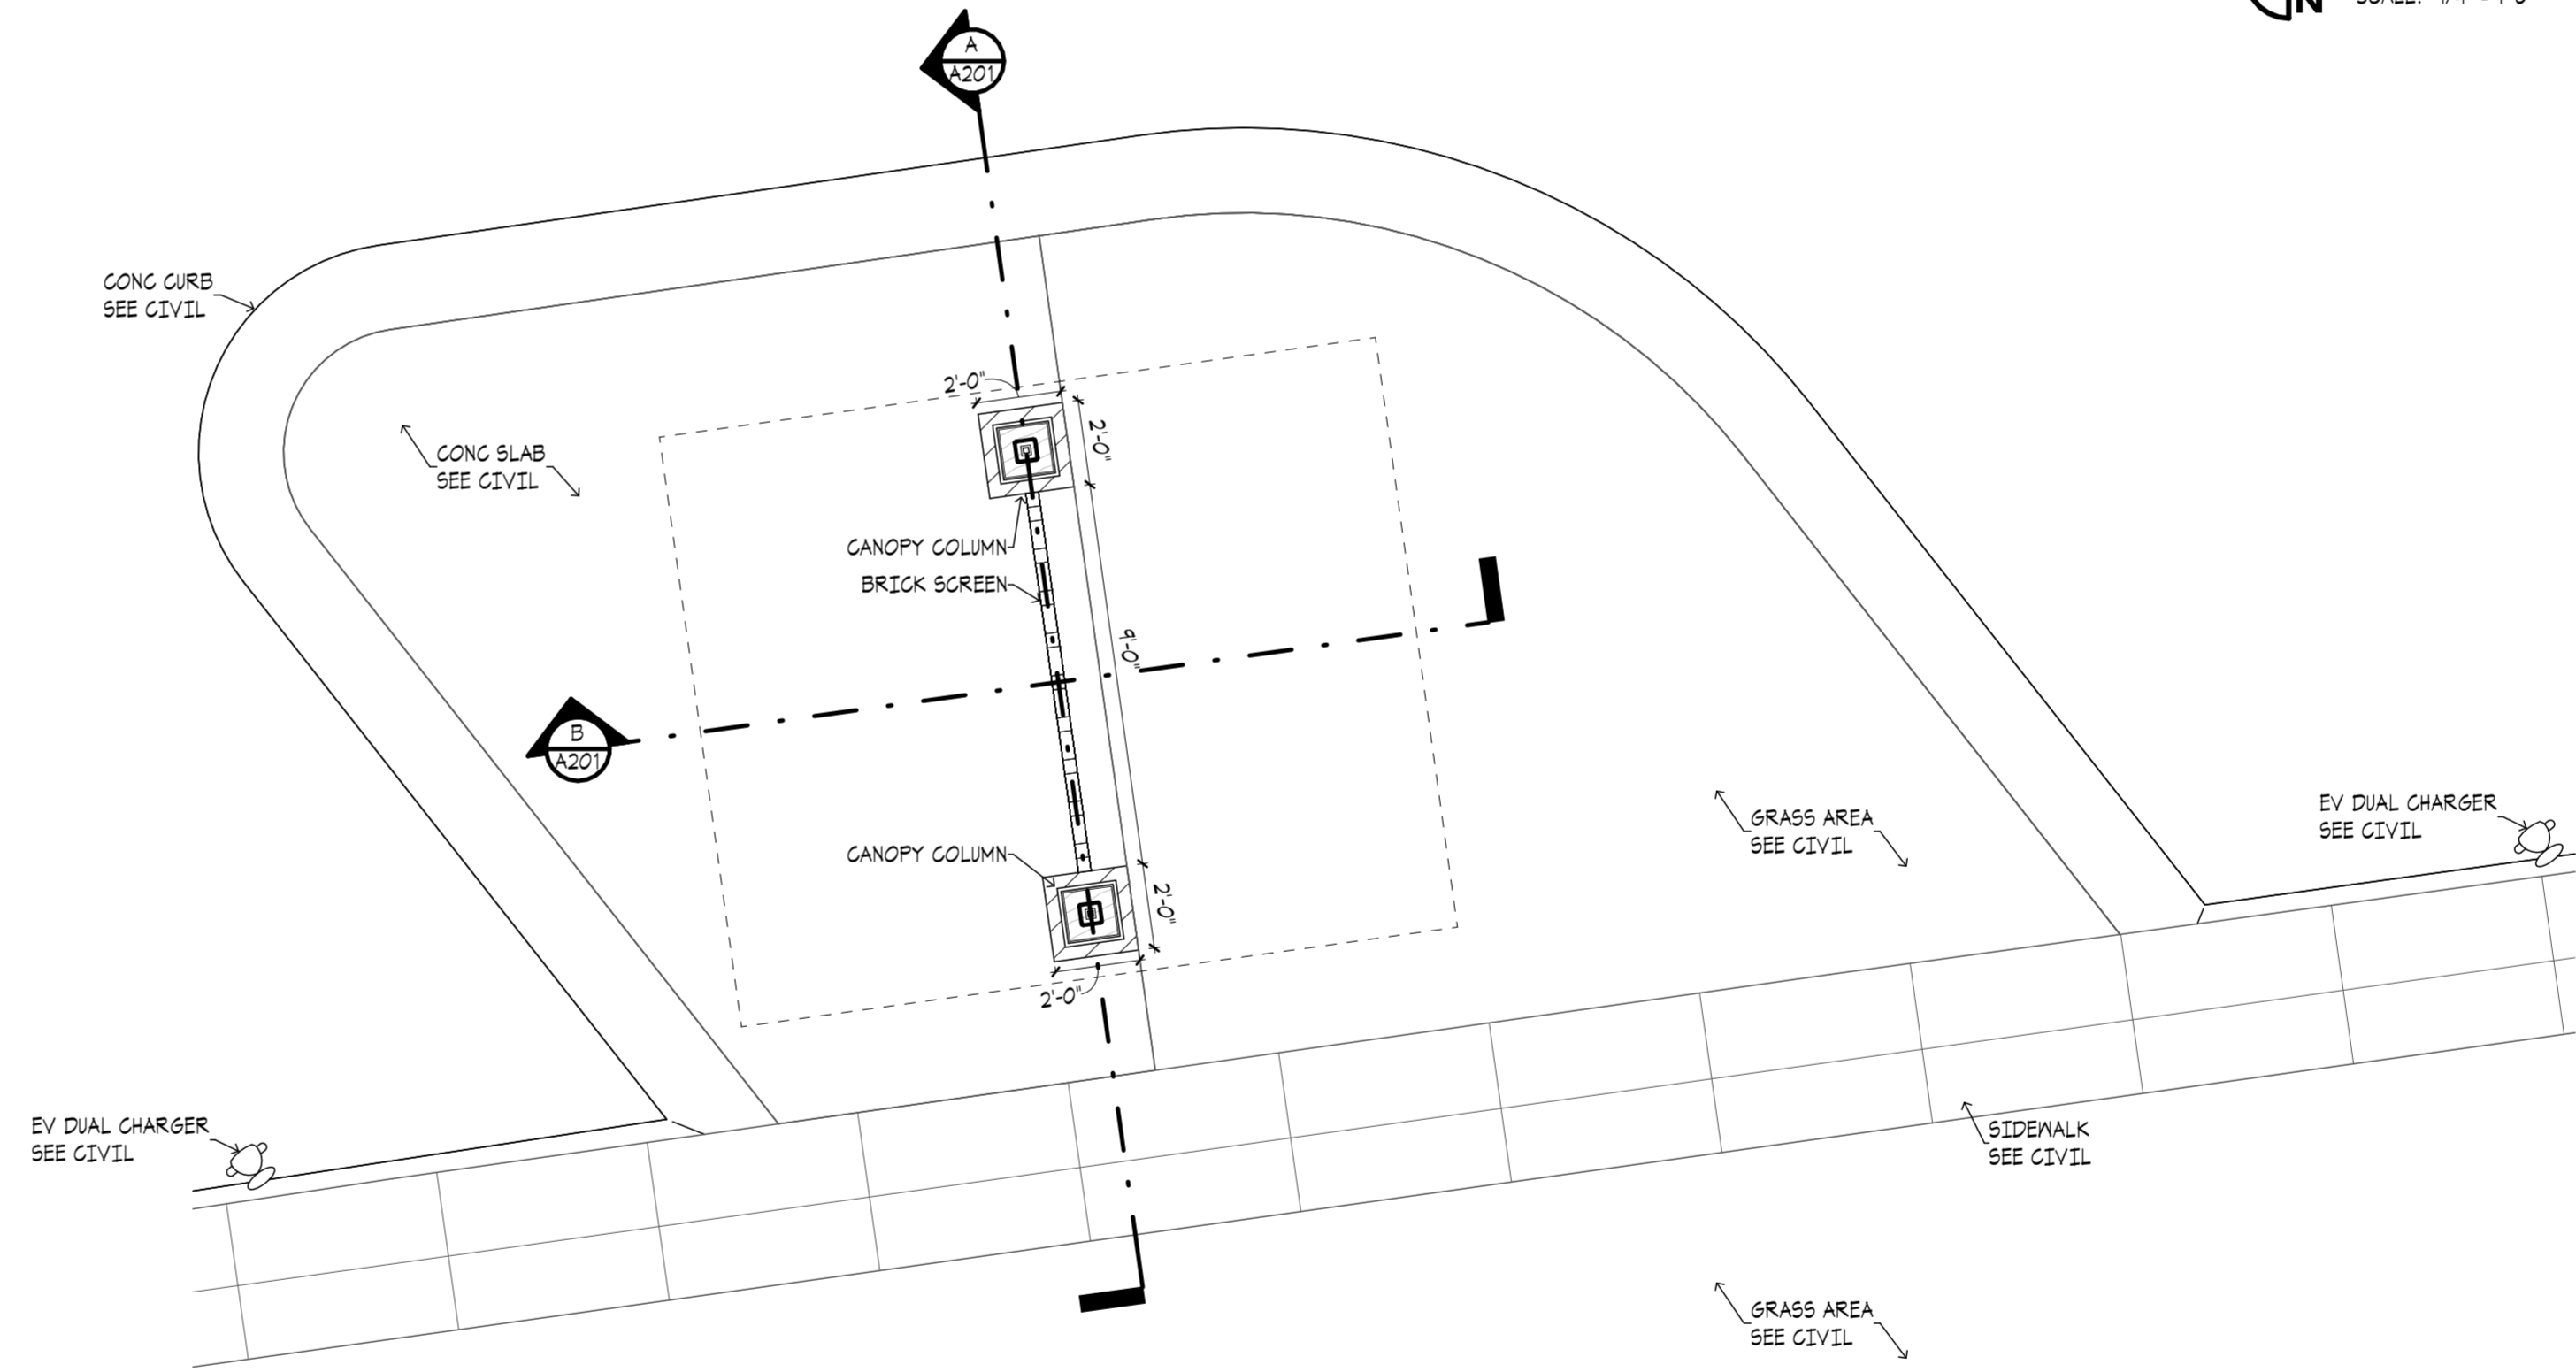 N
A
A201
CONC CURB
SEE CIVIL
2'-0"
2'-0"
CONC SLAB
SEE CIVIL
CANOPY COLUMN
BRICK SCREEN
9'-0"
B
A201
GRASS AREA
SEE CIVIL
EV DUAL CHARGER
SEE CIVIL
CANOPY COLUMN
2'-0"
2'-0"
EV DUAL CHARGER
SEE CIVIL
SIDEWALK
SEE CIVIL
GRASS AREA
SEE CIVIL